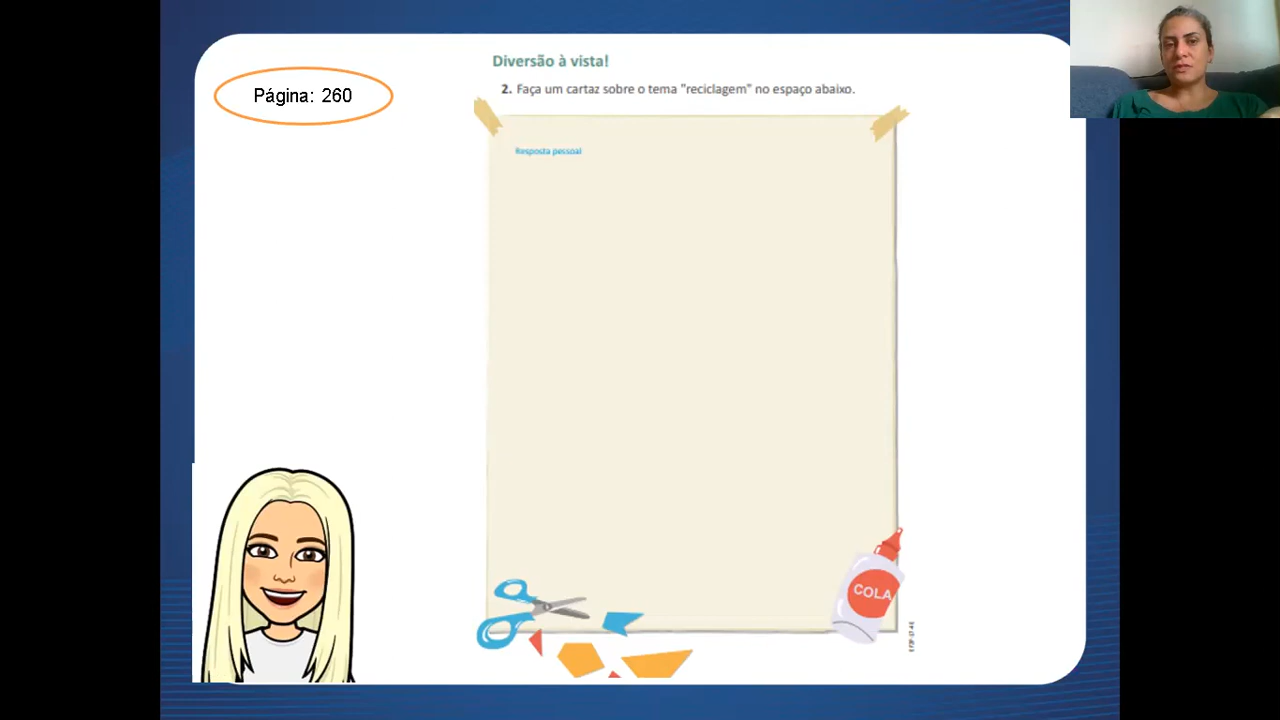 Página: 260
Diversão à vista!
2. Faça um cartaz sobre o tema "reciclagem" no espaço abaixo.
Resposta pessoal
COLA